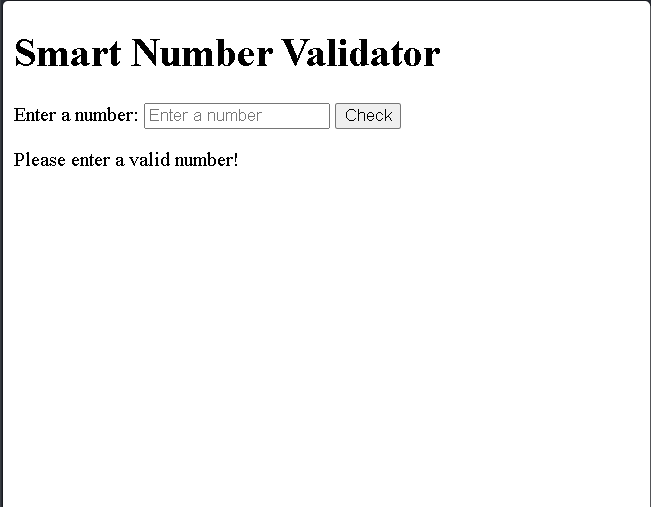 Smart Number Validator
Enter a number: Enter a number Check
Please enter a valid number!